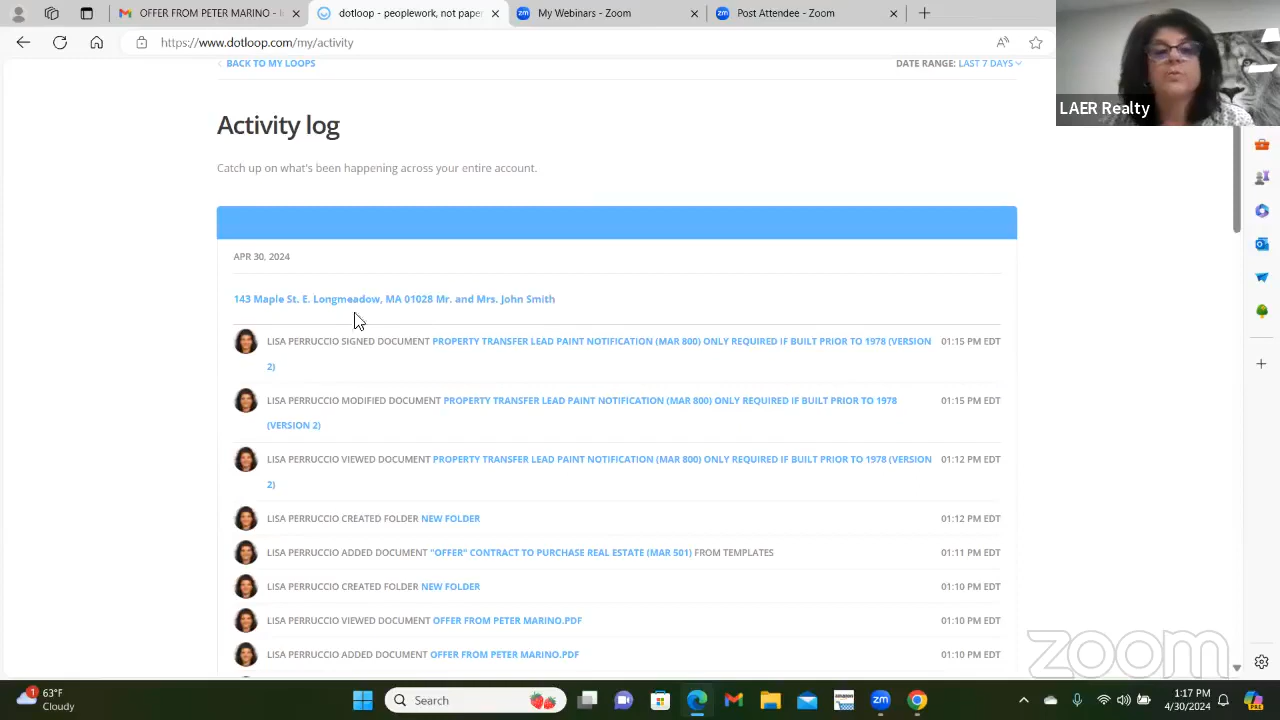 OFFER FROM PETER M
dotloop, - not yet pe
My Webinars - Zoom
Post Attendee - Zoom
https://www.dotloop.com/my/activity
BACK TO MY LOOPS
DATE RANGE: LAST 7 DAYS
LAER Realty
Activity log
Catch up on what's been happening across your entire account.
APR 30, 2024
143 Maple St. E. Longmeadow, MA 01028 Mr. and Mrs. John Smith
LISA PERRUCCIO SIGNED DOCUMENT PROPERTY TRANSFER LEAD PAINT NOTIFICATION (MAR 800) ONLY REQUIRED IF BUILT PRIOR TO 1978 (VERSION 01:15 PM EDT
2)
LISA PERRUCCIO MODIFIED DOCUMENT PROPERTY TRANSFER LEAD PAINT NOTIFICATION (MAR 800) ONLY REQUIRED IF BUILT PRIOR TO 1978 01:15 PM EDT
(VERSION 2)
LISA PERRUCCIO VIEWED DOCUMENT PROPERTY TRANSFER LEAD PAINT NOTIFICATION (MAR 800) ONLY REQUIRED IF BUILT PRIOR TO 1978 (VERSION 01:12 PM EDT
2)
LISA PERRUCCIO CREATED FOLDER NEW FOLDER 01:12 PM EDT
LISA PERRUCCIO ADDED DOCUMENT "OFFER" CONTRACT TO PURCHASE REAL ESTATE (MAR 501) FROM TEMPLATES 01:11 PM EDT
LISA PERRUCCIO CREATED FOLDER NEW FOLDER 01:10 PM EDT
LISA PERRUCCIO VIEWED DOCUMENT OFFER FROM PETER MARINO.PDF 01:10 PM EDT
LISA PERRUCCIO ADDED DOCUMENT OFFER FROM PETER MARINO.PDF 01:10 PM EDT
zoom
1
63°F
Cloudy
Search
zm
1:17 PM
4/30/2024